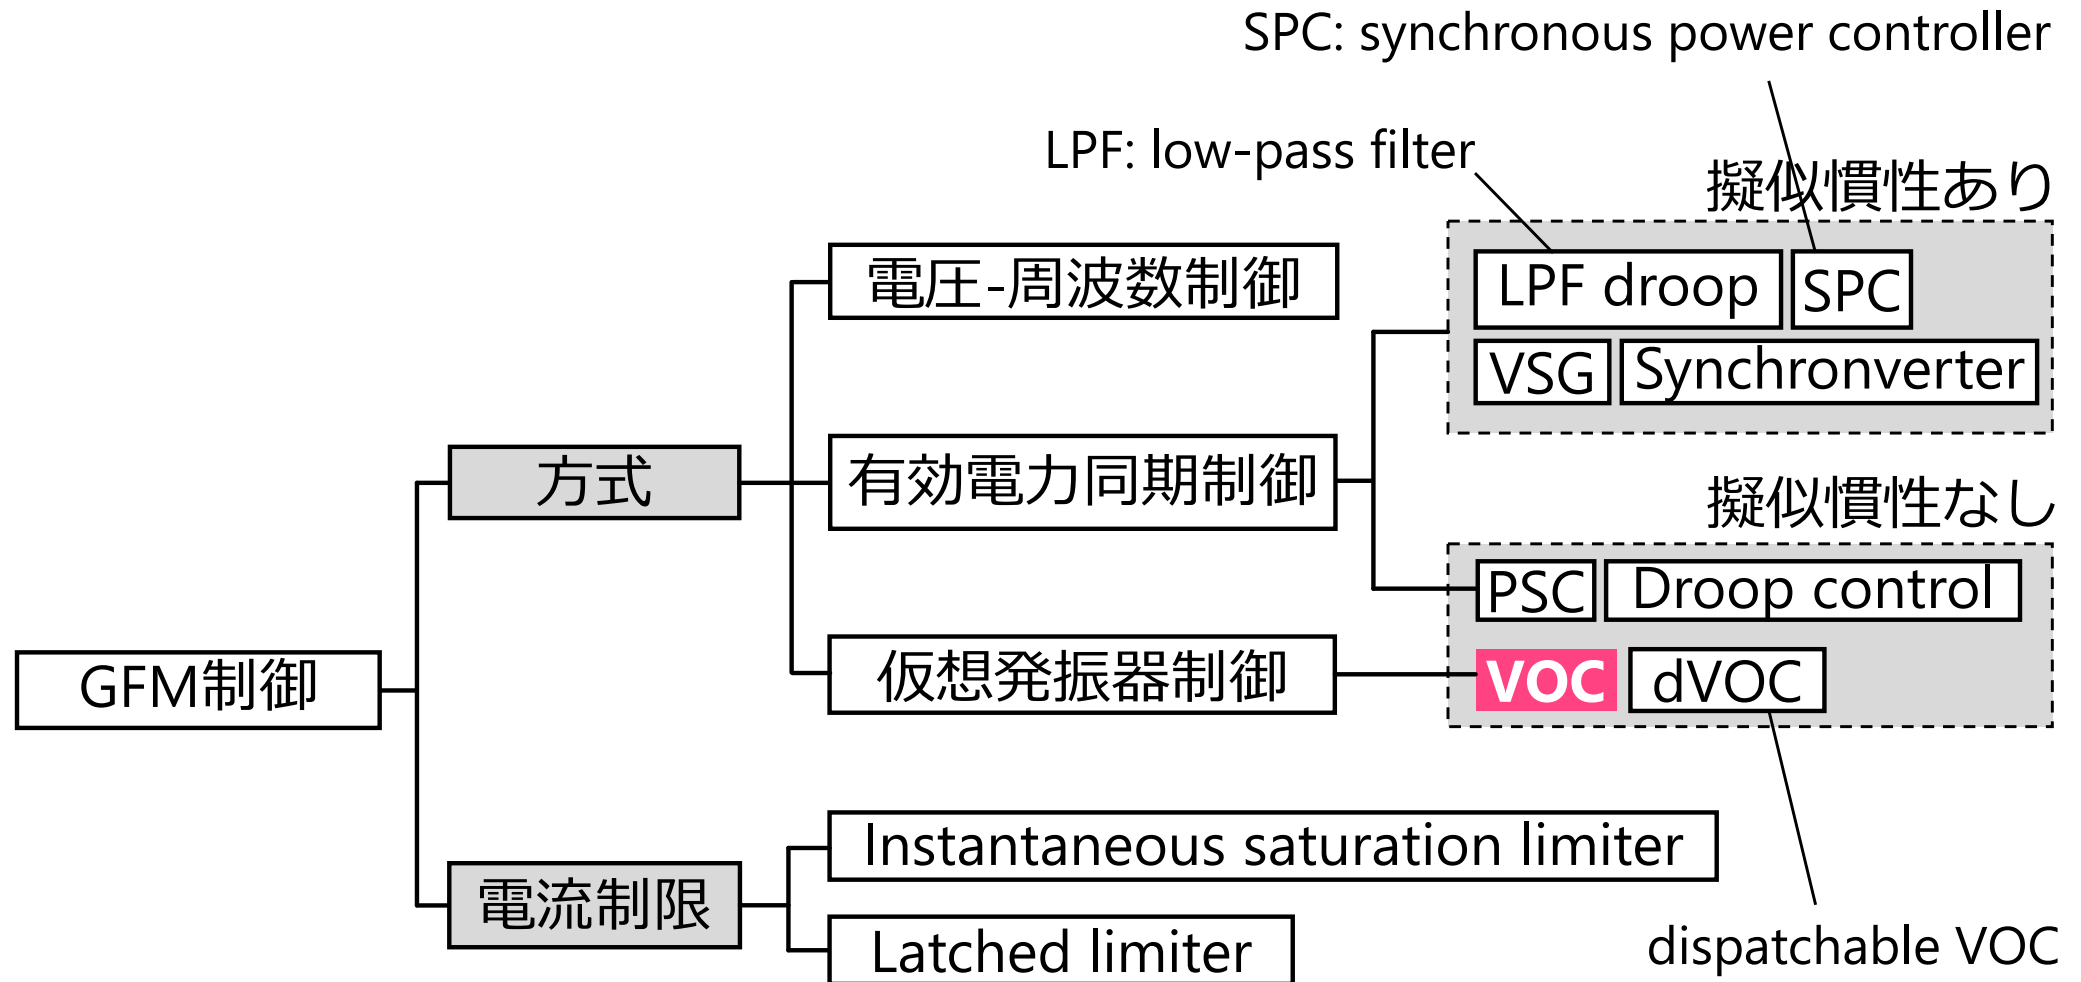 SPC: synchronous power controller
LPF: low-pass filter
擬似慣性あり
電圧-周波数制御
LPF droop
SPC
VSG
Synchronverter
方式
有効電力同期制御
擬似慣性なし
PSC
Droop control
GFM制御
仮想発振器制御
VOC
dVOC
Instantaneous saturation limiter
電流制限
Latched limiter
dispatchable VOC